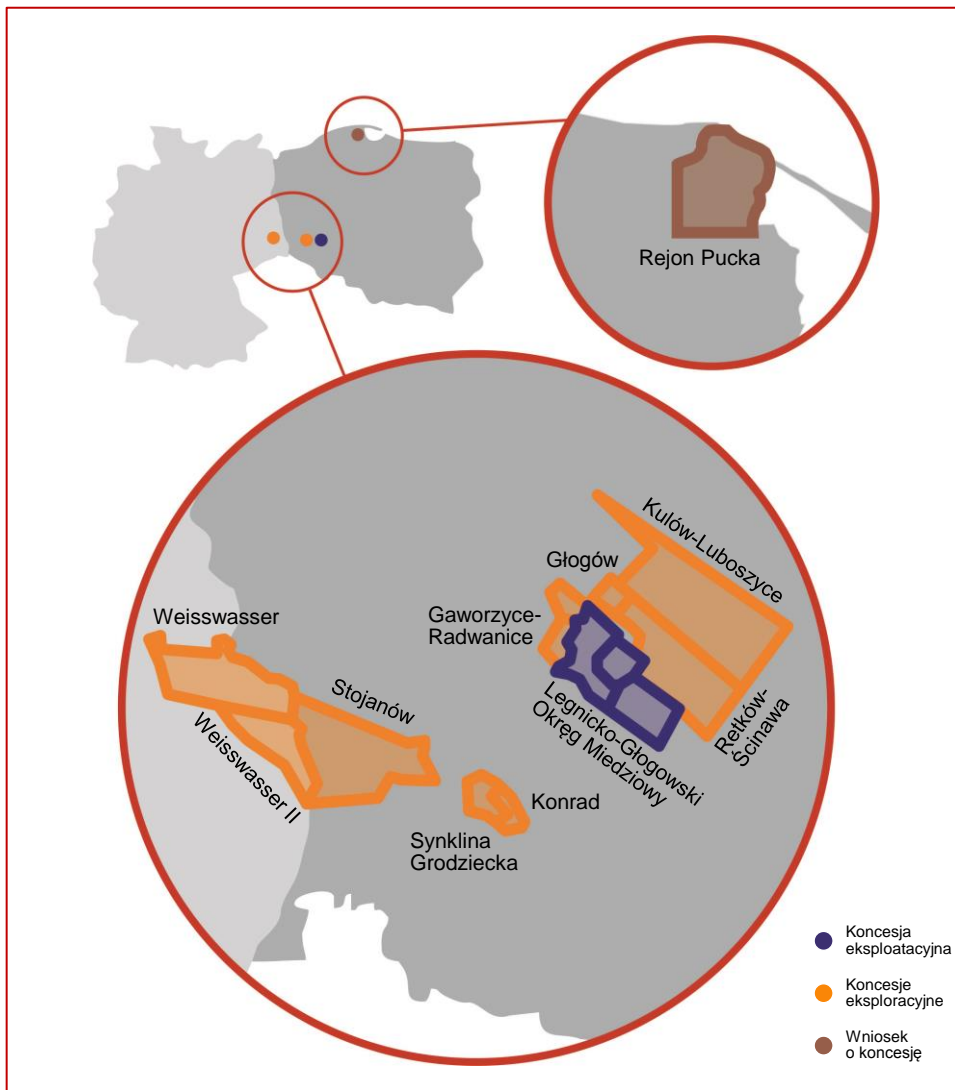 Rejon Pucka
Kulów-Luboszyce
Głogów
Gaworzyce-
Radwanice
Weisswasser
Stojanów
Legnicko-Głogowski
Okręg Miedziowy
Retków-
Ścinawa
Weisswasser II
Konrad
Synklina
Grodziecka
Koncesja
eksploatacyjna
Koncesje
eksploracyjne
Wniosek
o koncesję